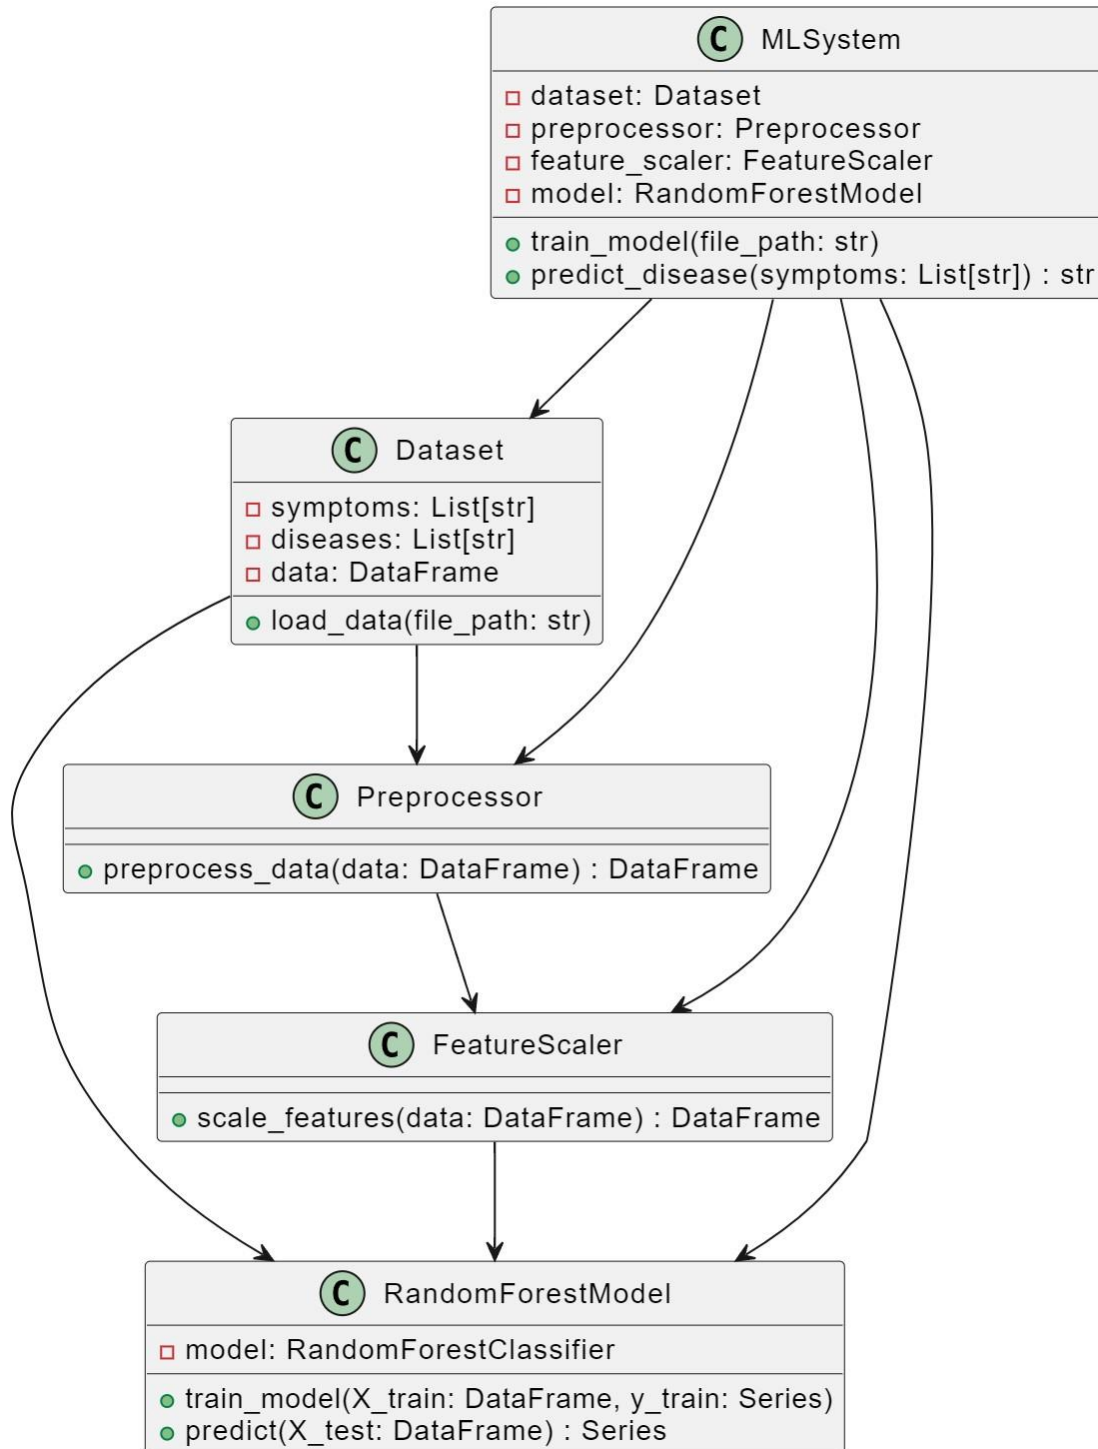 C MLSystem
dataset: Dataset
preprocessor: Preprocessor
feature_scaler: FeatureScaler
model: RandomForestModel
train_model(file_path: str)
predict_disease(symptoms: List[str]) : str
C Dataset
symptoms: List[str]
diseases: List[str]
data: DataFrame
load_data(file_path: str)
C Preprocessor
preprocess_data(data: DataFrame) : DataFrame
C FeatureScaler
scale_features(data: DataFrame) : DataFrame
C RandomForestModel
model: RandomForestClassifier
train_model(X_train: DataFrame, y_train: Series)
predict(X_test: DataFrame) : Series